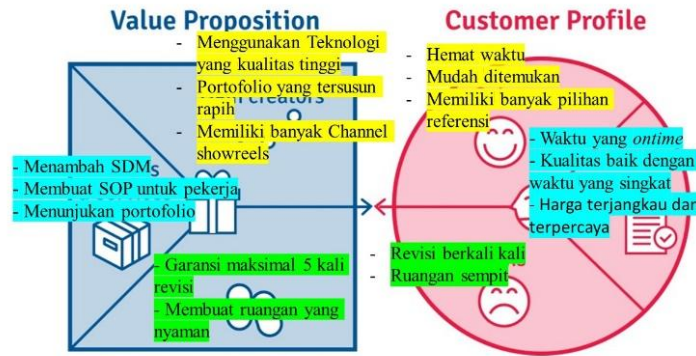 Value Proposition
Customer Profile
- Menggunakan Teknologi
yang kualitas tinggi
- Portofolio yang tersusun
rapih
creators
- Memiliki banyak Channel
showreels
- Menambah SDM
- Membuat SOP untuk pekerja
- Menunjukan portofolio
- Garansi maksimal 5 kali
revisi
- Membuat ruangan yang
nyaman
- Hemat waktu
- Mudah ditemukan
- Memiliki banyak pilihan
referensi
- Waktu yang ontime
- Kualitas baik dengan
waktu yang singkat
- Harga terjangkau dan
terpercaya
- Revisi berkali kali
- Ruangan sempit